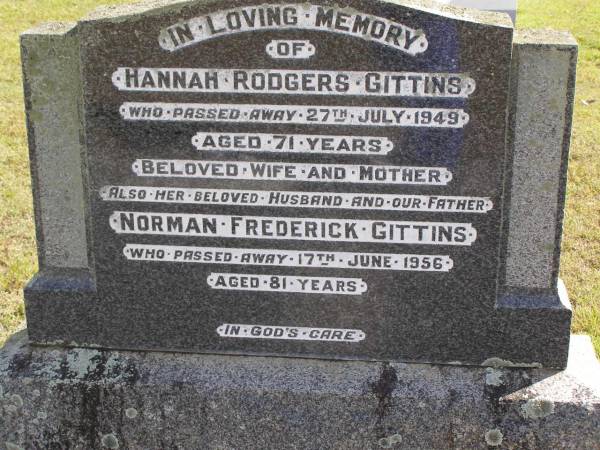 IN LOVING MEMORY
OF
HANNAH RODGERS GITTINS
WHO PASSED AWAY 27TH JULY 1949
AGED 71 YEARS
BELOVED WIFE AND MOTHER
ALSO HER BELOVED HUSBAND AND OUR FATHER
NORMAN FREDERICK GITTINS
WHO PASSED AWAY 17TH JUNE 1956
AGED 81 YEARS
IN GOD'S CARE